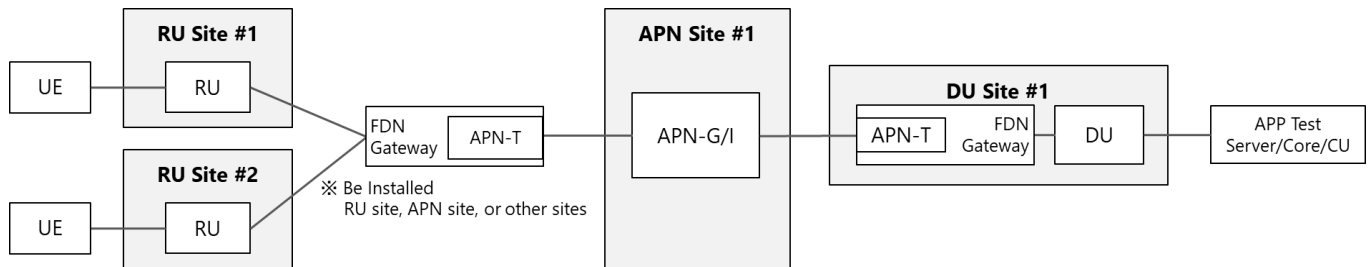 RU Site #1
UE
RU
RU Site #2
UE
RU
FDN
Gateway
APN-T
※ Be Installed
RU site, APN site, or other sites
APN Site #1
APN-G/I
DU Site #1
APN-T
FDN
Gateway
DU
APP Test
Server/Core/CU